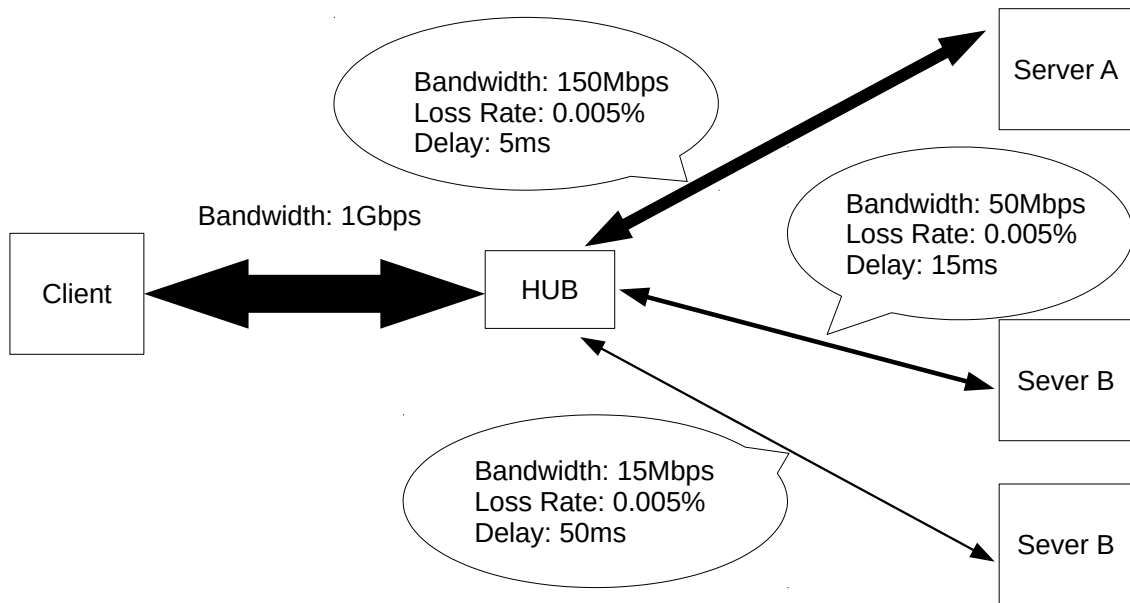 Bandwidth: 150Mbps
Loss Rate: 0.005%
Delay: 5ms
Server A
Bandwidth: 1Gbps
Bandwidth: 50Mbps
Loss Rate: 0.005%
Delay: 15ms
Client
HUB
Sever B
Bandwidth: 15Mbps
Loss Rate: 0.005%
Delay: 50ms
Sever B